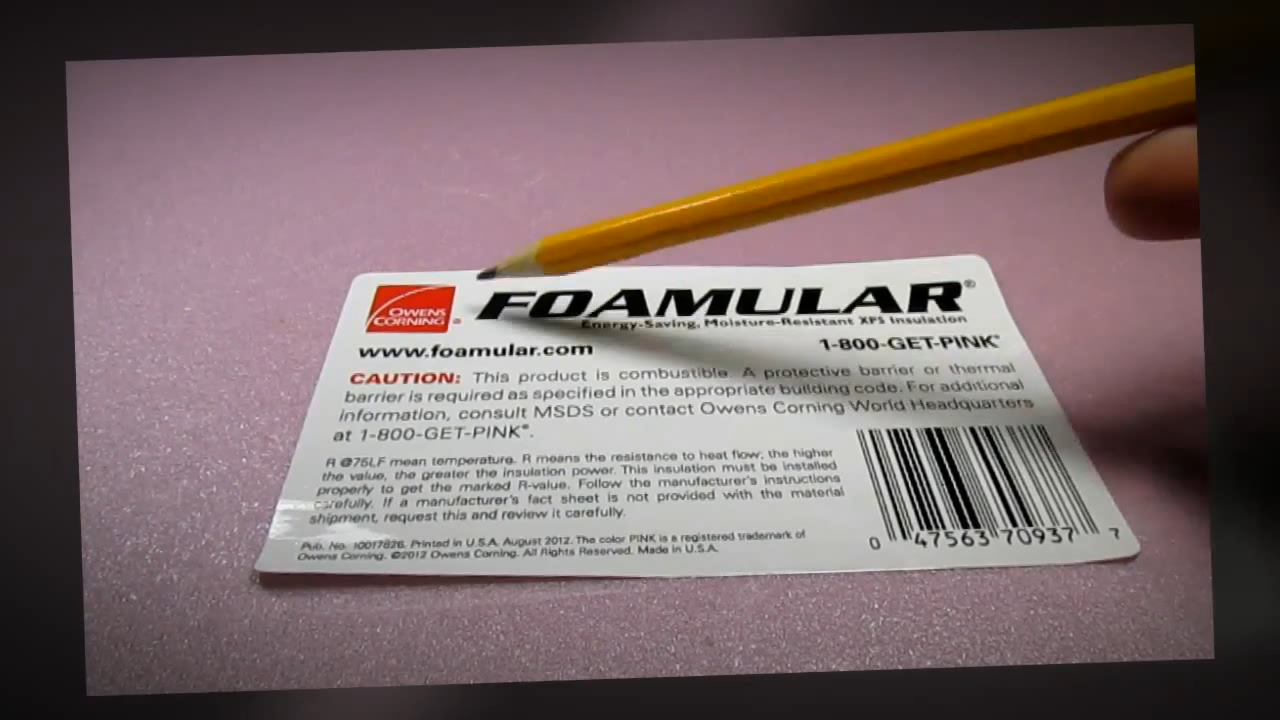 OWENS
CORNING
FOAMULAR®
Energy-Saving, Moisture-Resistant XPS Insulation
www.foamular.com
1-800-GET-PINK®
CAUTION: This product is combustible. A protective barrier or thermal
barrier is required as specified in the appropriate building code. For additional
information, consult MSDS or contact Owens Corning World Headquarters
at 1-800-GET-PINK®.
R @75LF mean temperature. R means the resistance to heat flow; the higher
the value, the greater the insulation power. This insulation must be installed
properly to get the marked R-value. Follow the manufacturer's instructions
carefully. If a manufacturer's fact sheet is not provided with the material
shipment, request this and review it carefully.
Pub. No. 10017826. Printed in U.S.A. August 2012. The color PINK is a registered trademark of
Owens Corning. ©2012 Owens Corning. All Rights Reserved. Made in U.S.A.
0 47563 70937 7